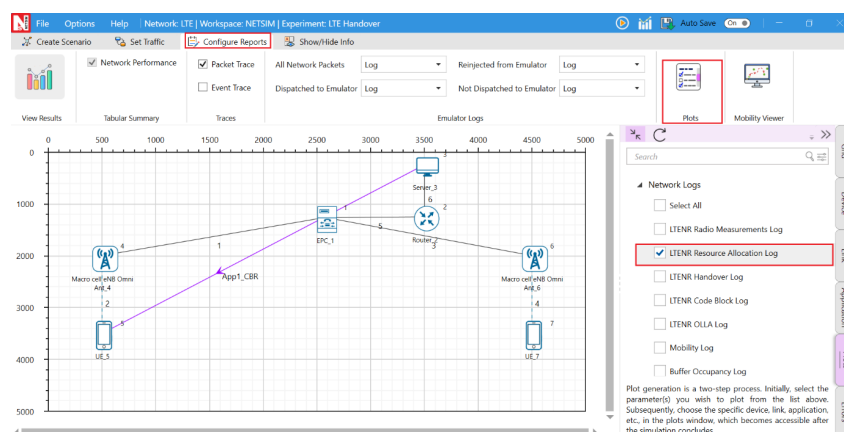 N File Options Help Network: LTE | Workspace: NETSIM | Experiment: LTE Handover Auto Save On
Create Scenario Set Traffic Configure Reports Show/Hide Info
Network Performance Packet Trace All Network Packets Log Reinjected from Emulator Log
Event Trace Dispatched to Emulator Log Not Dispatched to Emulator Log
View Results Tabular Summary Traces Emulator Logs Plots Mobility Viewer
0 500 1000 1500 2000 2500 3000 3500 4000 4500 5000
0
1000
2000
3000
4000
5000
3
Server_3
6
1
2
EPC_1
5
Router_2
3
4
1
6
Macro cell eNB Omni
Ant_4
App1_CBR
Macro cell eNB Omni
Ant_6
2
4
5
7
UE_5
UE_7
Search
Network Logs
Select All
LTENR Radio Measurements Log
LTENR Resource Allocation Log
LTENR Handover Log
LTENR Code Block Log
LTENR OLLA Log
Mobility Log
Buffer Occupancy Log
Plot generation is a two-step process. Initially, select the
parameter(s) you wish to plot from the list above.
Subsequently, choose the specific device, link, application,
etc., in the plots window, which becomes accessible after
the simulation concludes.
Device
Application